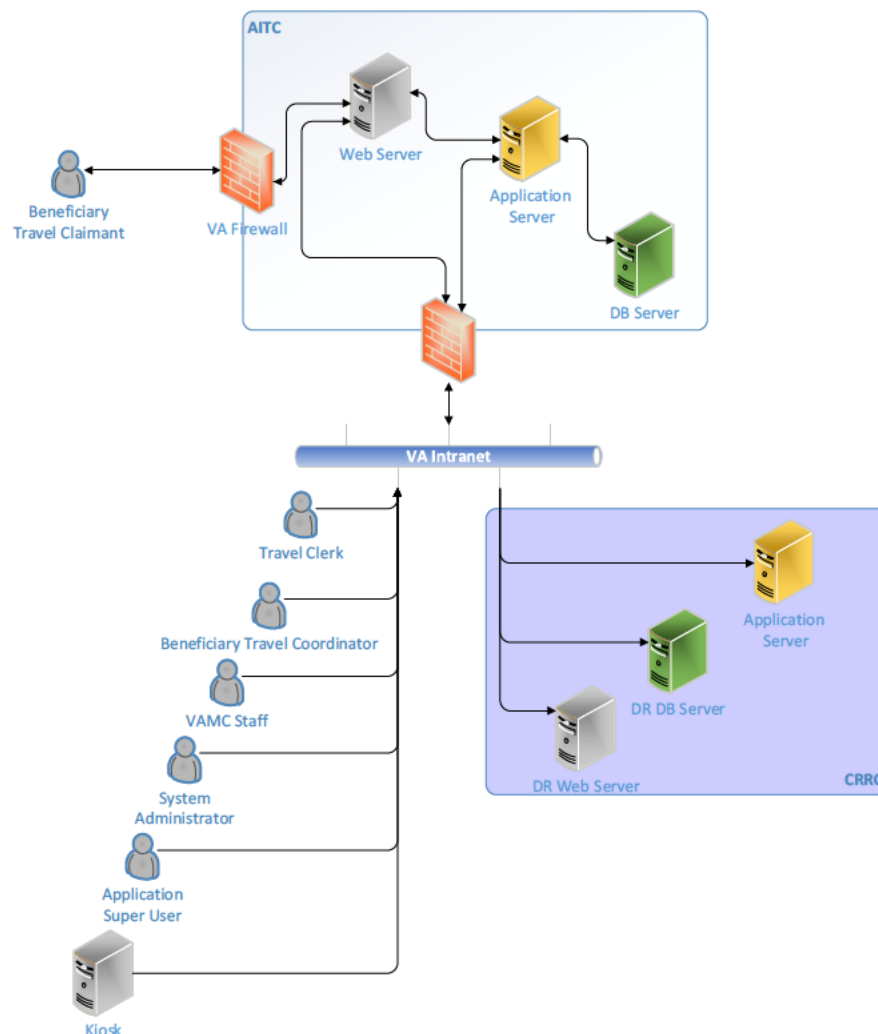 AITC
Web Server
Application
Server
Beneficiary
Travel Claimant
VA Firewall
DB Server
VA Intranet
Travel Clerk
Beneficiary Travel Coordinator
VAMC Staff
System
Administrator
Application
Super User
Kiosk
Application
Server
DR DB Server
DR Web Server